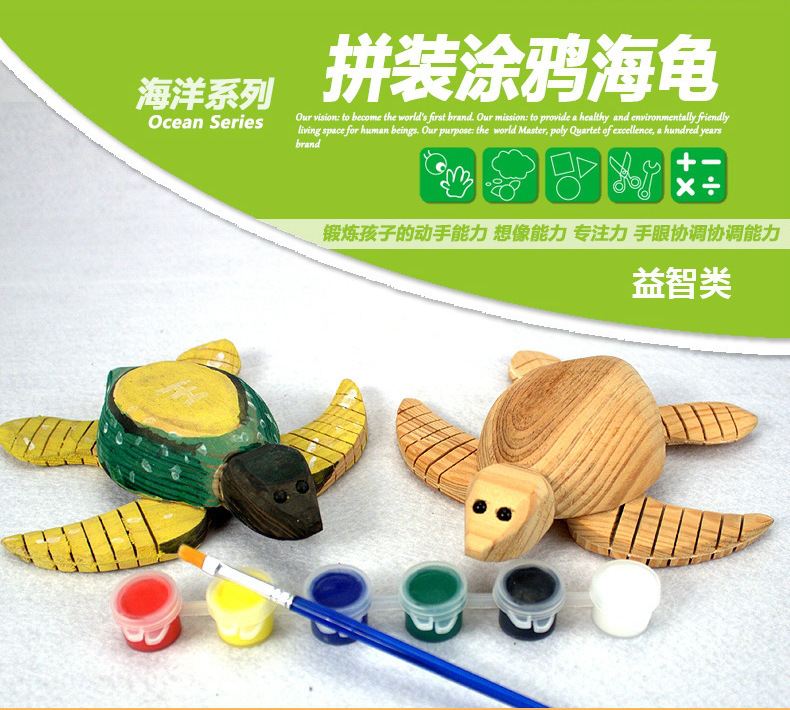 拼装涂鸦海龟
海洋系列
Ocean Series
Our vision: to become the world's first brand. Our mission: to provide a healthy and environmentally friendly
living space for human beings. Our purpose: the world Master, poly Quartet of excellence, a hundred years
brand
锻炼孩子的动手能力 想像能力 专注力 手眼协调协调能力
益智类